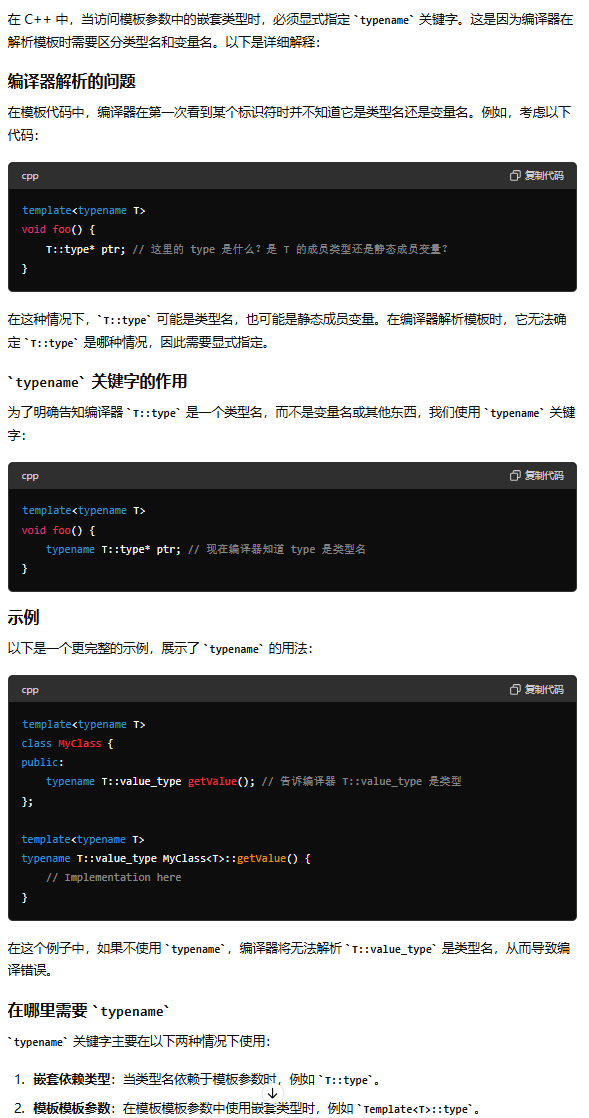 在 C++ 中，当访问模板参数中的嵌套类型时，必须显式指定 `typename` 关键字。这是因为编译器在
解析模板时需要区分类型名和变量名。以下是详细解释：
编译器解析的问题
在模板代码中，编译器在第一次看到某个标识符时并不知道它是类型名还是变量名。例如，考虑以下
代码：
cpp 复制代码
template<typename T>
void foo() {
    T::type* ptr; // 这里的 type 是什么？是 T 的成员类型还是静态成员变量？
}
在这种情况下，`T::type` 可能是类型名，也可能是静态成员变量。在编译器解析模板时，它无法确
定 `T::type` 是哪种情况，因此需要显式指定。
`typename` 关键字的作用
为了明确告知编译器 `T::type` 是一个类型名，而不是变量名或其他东西，我们使用 `typename` 关键
字：
cpp 复制代码
template<typename T>
void foo() {
    typename T::type* ptr; // 现在编译器知道 type 是类型名
}
示例
以下是一个更完整的示例，展示了 `typename` 的用法：
cpp 复制代码
template<typename T>
class MyClass {
public:
    typename T::value_type getValue(); // 告诉编译器 T::value_type 是类型
};
template<typename T>
typename T::value_type MyClass<T>::getValue() {
    // Implementation here
}
在这个例子中，如果不使用 `typename`，编译器将无法解析 `T::value_type` 是类型名，从而导致编
译错误。
在哪里需要 `typename`
`typename` 关键字主要在以下两种情况下使用：
1. 嵌套依赖类型：当类型名依赖于模板参数时，例如 `T::type`。
2. 模板模板参数：在模板模板参数中使用嵌套类型时，例如 `Template<T>::type`。